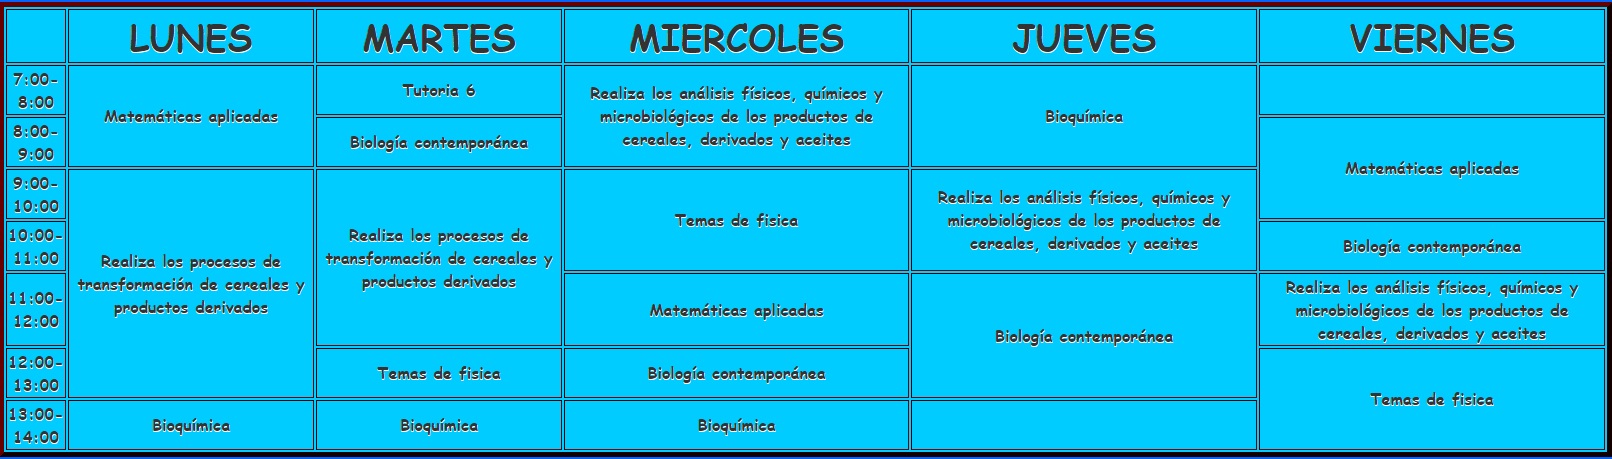 LUNES MARTES MIERCOLES JUEVES VIERNES
7:00-
8:00
Matemáticas aplicadas
Tutoria 6
Realiza los análisis físicos, químicos y
microbiológicos de los productos de
cereales, derivados y aceites
Bioquímica
8:00-
9:00
Biología contemporánea
Matemáticas aplicadas
9:00-
10:00
Realiza los procesos de
transformación de cereales y
productos derivados
Realiza los procesos de
transformación de cereales y
productos derivados
Temas de fisica
Realiza los análisis físicos, químicos y
microbiológicos de los productos de
cereales, derivados y aceites
10:00-
11:00
Biología contemporánea
11:00-
12:00
Matemáticas aplicadas
Biología contemporánea
Realiza los análisis físicos, químicos y
microbiológicos de los productos de
cereales, derivados y aceites
12:00-
13:00
Temas de fisica
Biología contemporánea
Temas de fisica
13:00-
14:00
Bioquímica
Bioquímica
Bioquímica